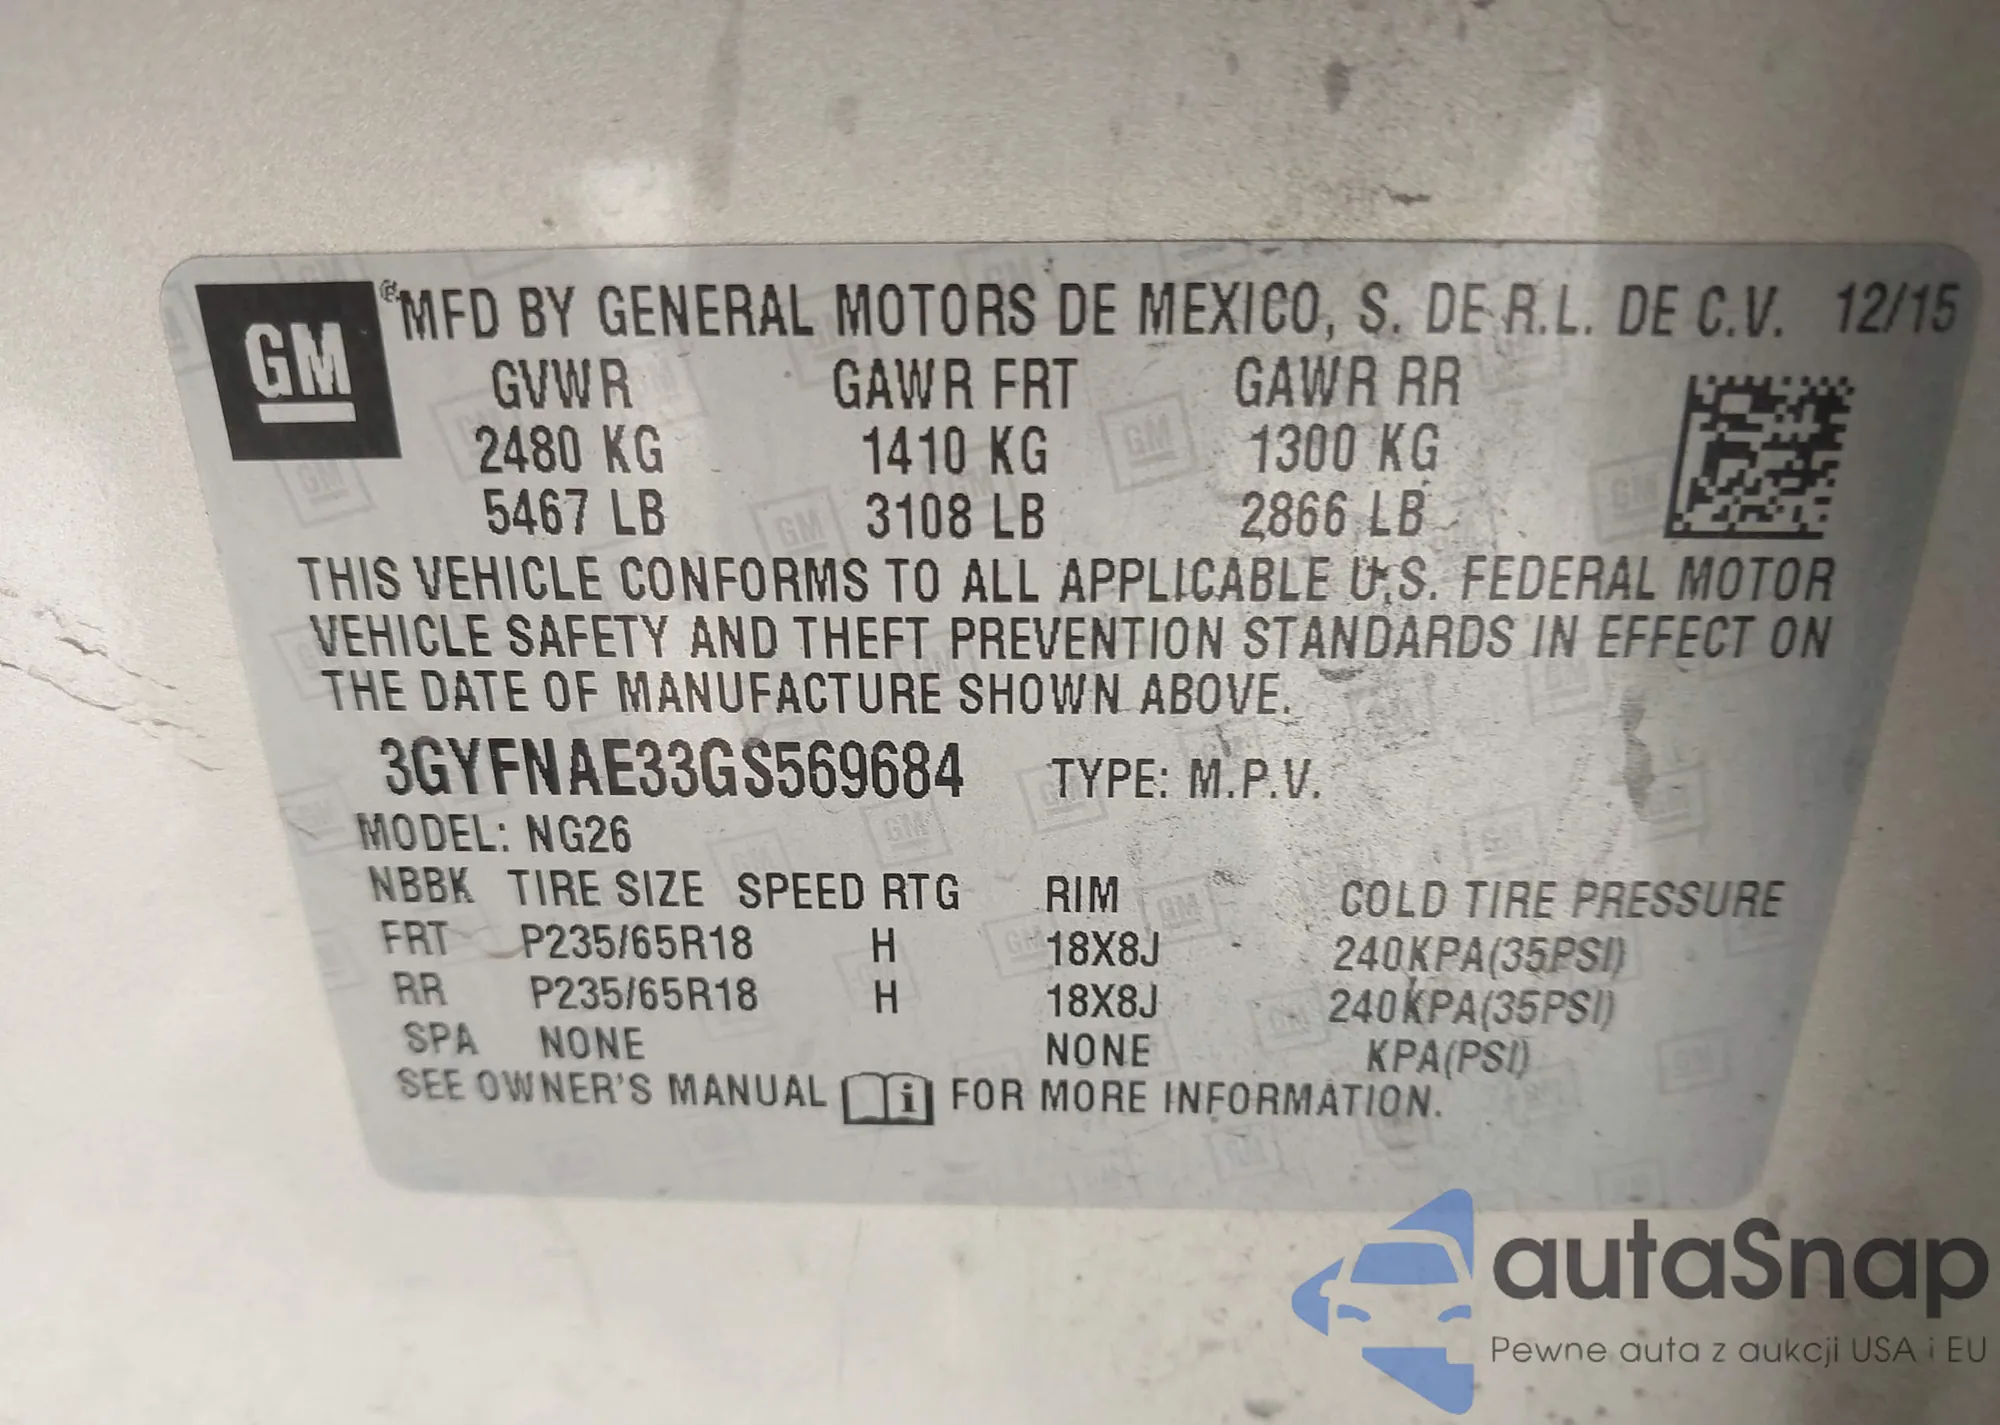 GM
® MFD BY GENERAL MOTORS DE MEXICO, S. DE R.L. DE C.V. 12/15
GVWR GAWR FRT GAWR RR
2480 KG 1410 KG 1300 KG
5467 LB 3108 LB 2866 LB
THIS VEHICLE CONFORMS TO ALL APPLICABLE U.S. FEDERAL MOTOR
VEHICLE SAFETY AND THEFT PREVENTION STANDARDS IN EFFECT ON
THE DATE OF MANUFACTURE SHOWN ABOVE.
3GYFNAE33GS569684 TYPE: M.P.V.
MODEL: NG26
NBBK TIRE SIZE SPEED RTG RIM COLD TIRE PRESSURE
FRT P235/65R18 H 18X8J 240KPA(35PSI)
RR P235/65R18 H 18X8J 240KPA(35PSI)
SPA NONE NONE KPA(PSI)
SEE OWNER'S MANUAL i FOR MORE INFORMATION.
autaSnap
Pewne auta z aukcji USA i EU